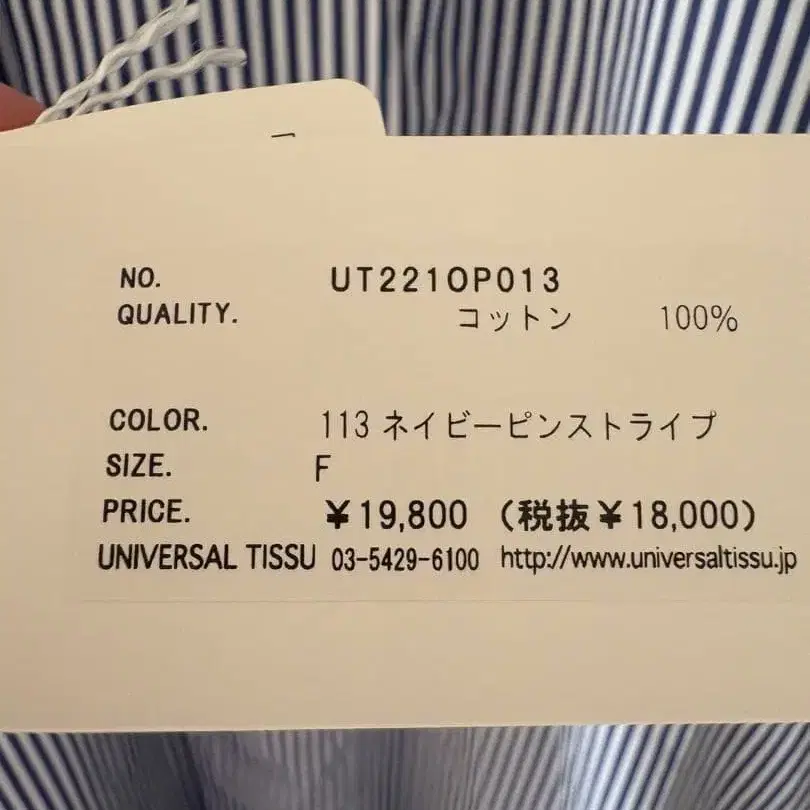 NO. UT221OP013
QUALITY. コットン 100%
COLOR. 113 ネイビーピンストライプ
SIZE. F
PRICE. ¥19,800 (税抜¥18,000)
UNIVERSAL TISSU 03-5429-6100 http://www.universaltissu.jp